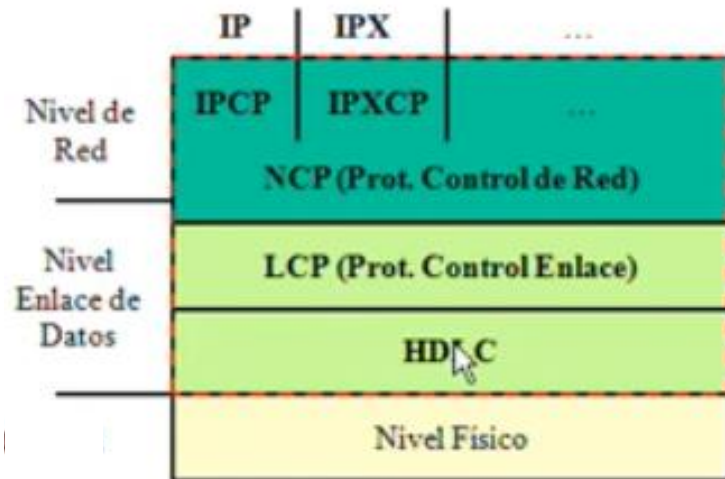 IP IPX ...
Nivel de
Red
IPCP IPXCP ...
NCP (Prot. Control de Red)
Nivel
Enlace de
Datos
LCP (Prot. Control Enlace)
HDLC
Nivel Físico